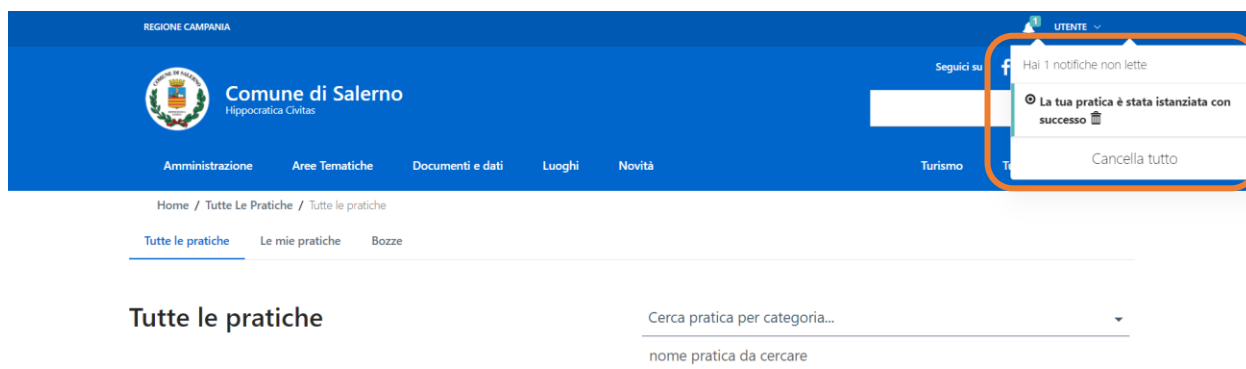 REGIONE CAMPANIA
1
UTENTE
Seguici su
Comune di Salerno
Hippocratica Civitas
Hai 1 notifiche non lette
La tua pratica è stata istanziata con
successo
Cancella tutto
Amministrazione Aree Tematiche Documenti e dati Luoghi Novità Turismo
Home / Tutte Le Pratiche / Tutte le pratiche
Tutte le pratiche Le mie pratiche Bozze
Tutte le pratiche
Cerca pratica per categoria...
nome pratica da cercare